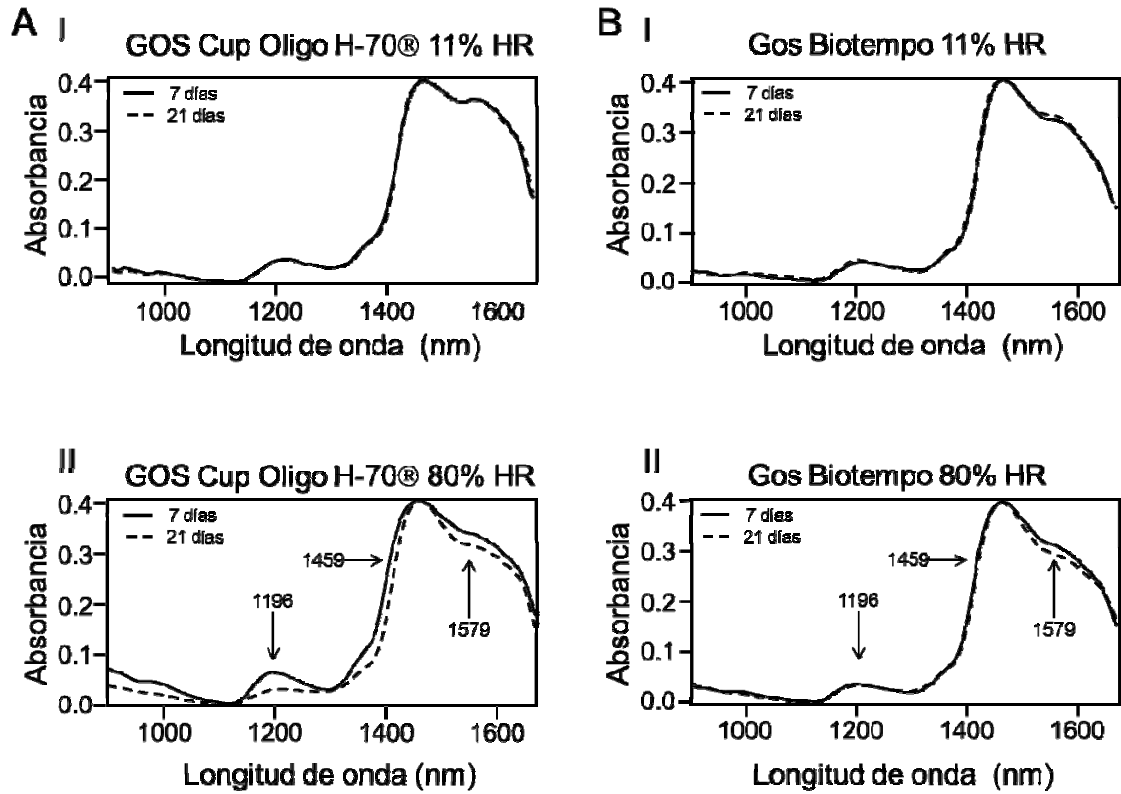 A I
GOS Cup Oligo H-70® 11% HR
Absorbancia
0.4
0.3
0.2
0.1
0.0
7 días
21 días
1000 1200 1400 1600
Longitud de onda (nm)
B I
Gos Biotempo 11% HR
Absorbancia
0.4
0.3
0.2
0.1
0.0
7 días
21 días
1000 1200 1400 1600
Longitud de onda (nm)
II
GOS Cup Oligo H-70® 80% HR
Absorbancia
0.4
0.3
0.2
0.1
0.0
7 días
21 días
1459
1196
1579
1000 1200 1400 1600
Longitud de onda (nm)
II
Gos Biotempo 80% HR
Absorbancia
0.4
0.3
0.2
0.1
0.0
7 días
21 días
1459
1196
1579
1000 1200 1400 1600
Longitud de onda (nm)